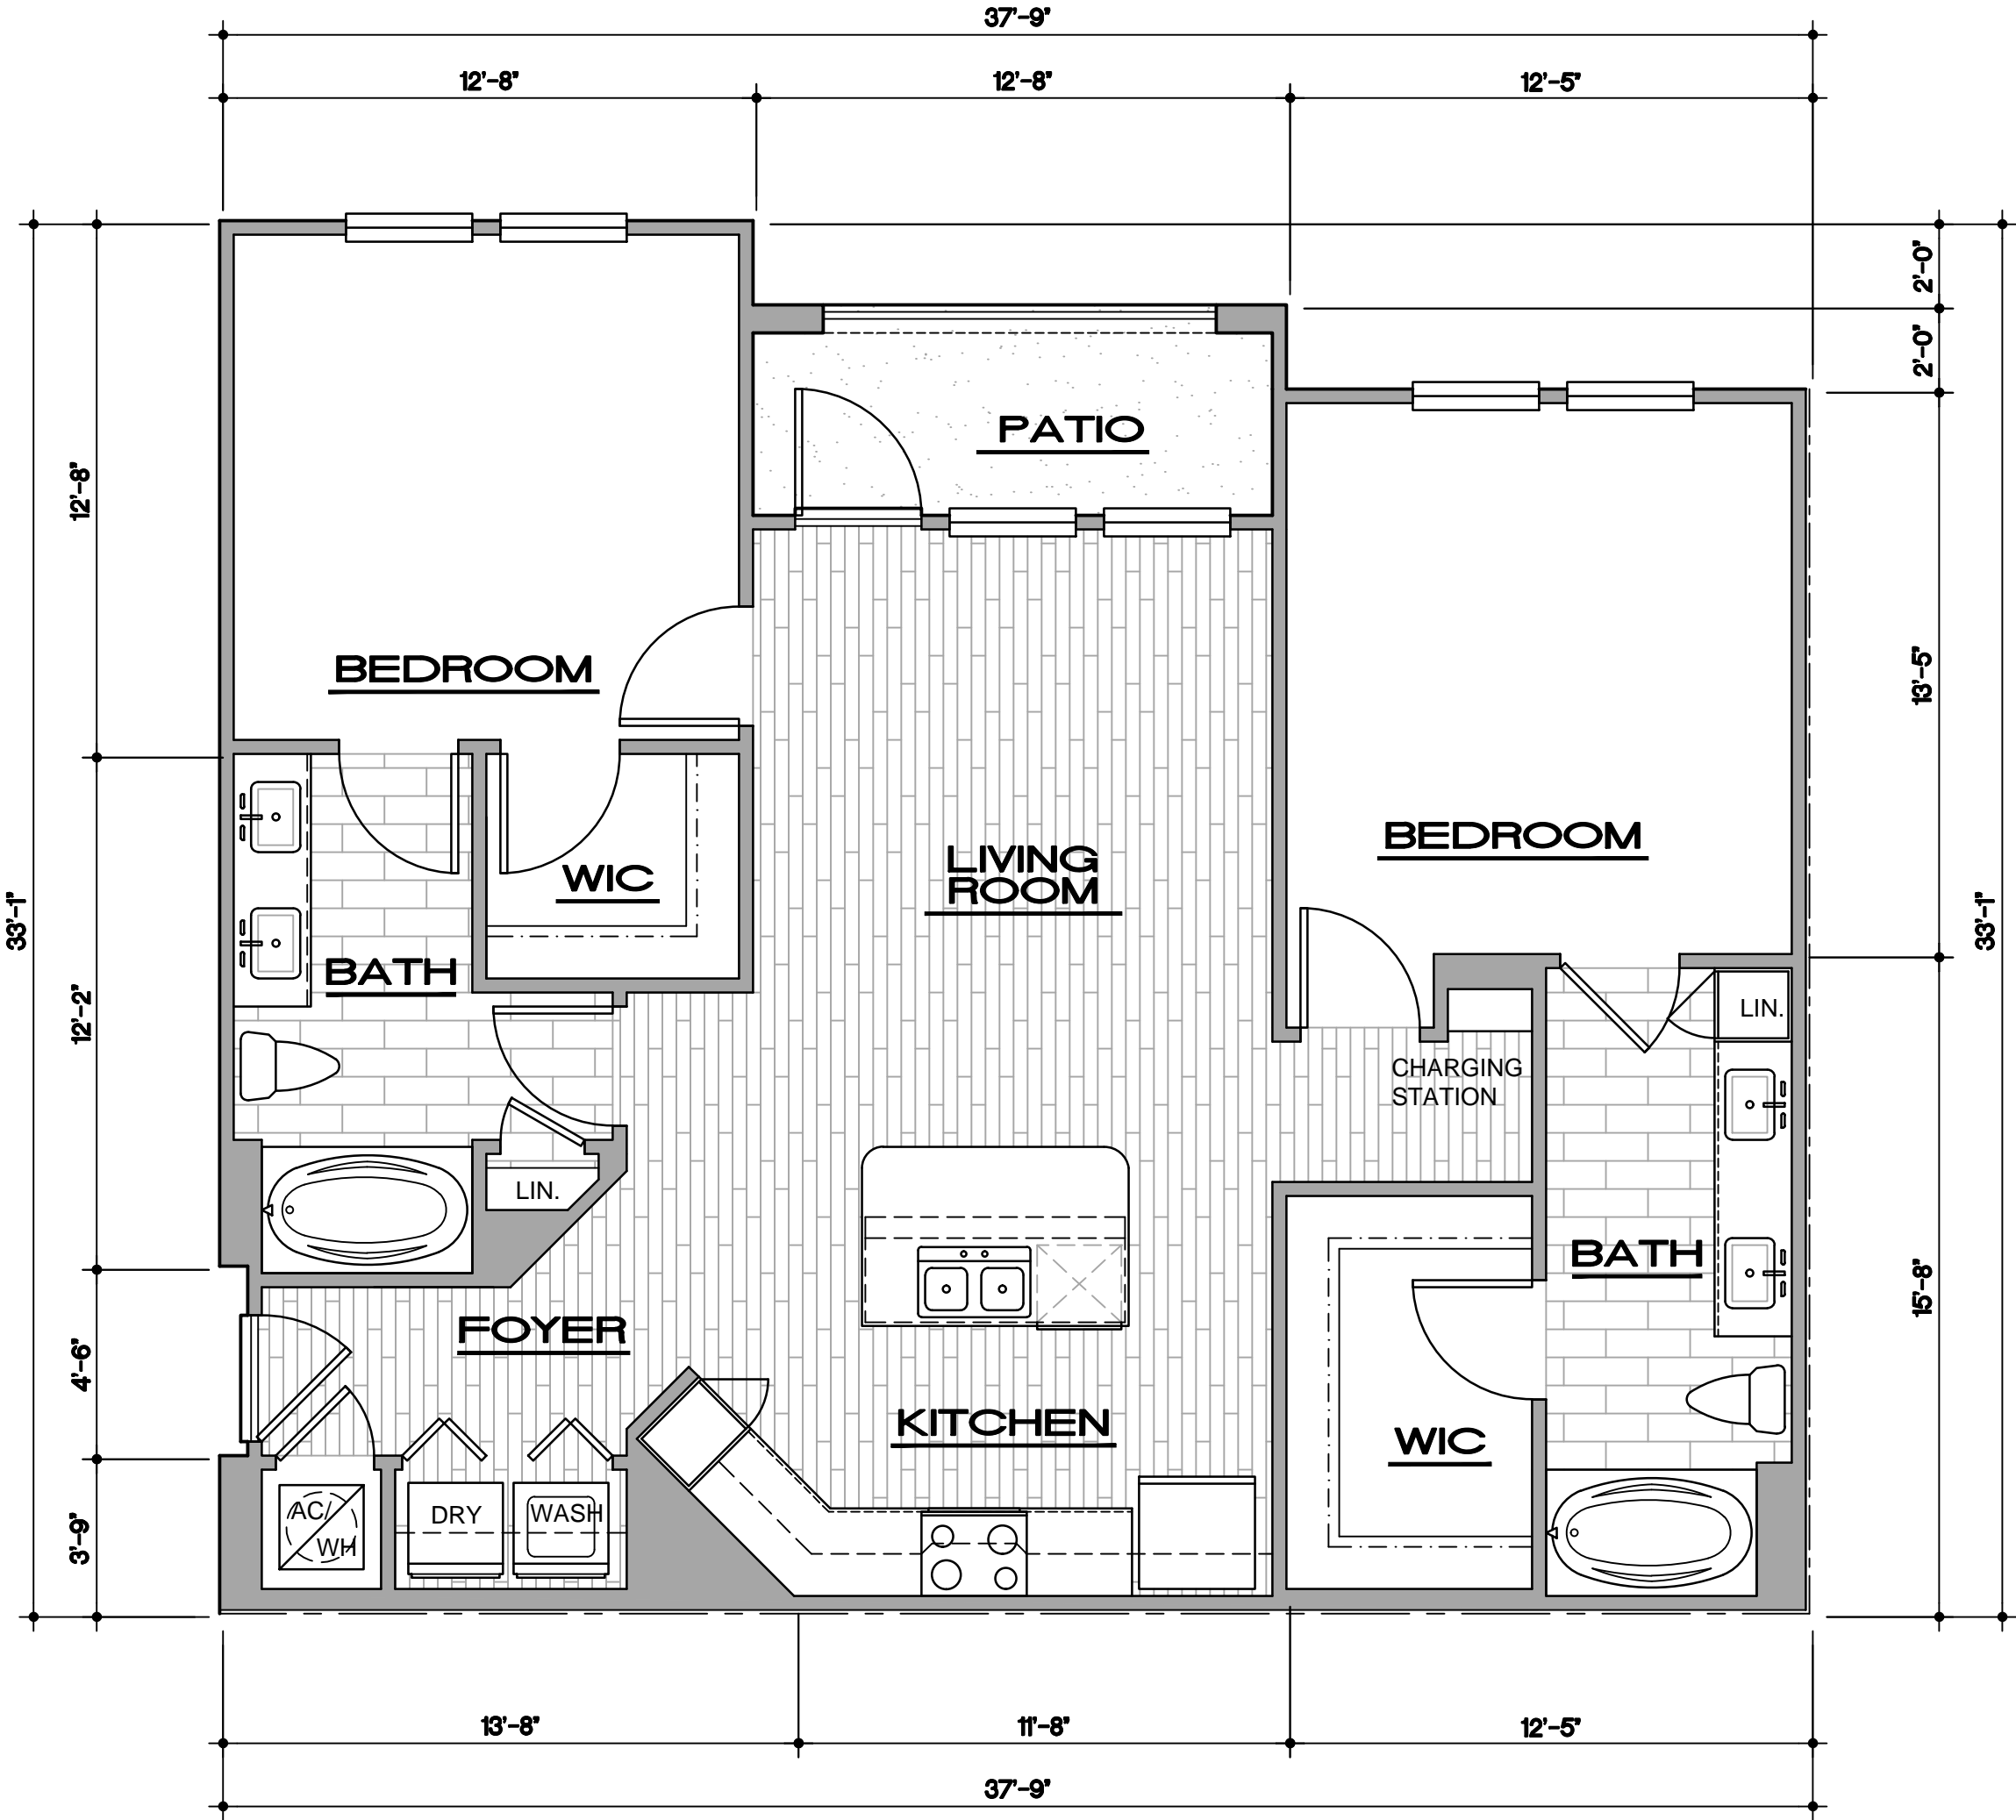 37'-9"
12'-8"
12'-8"
12'-5"
2'-0"
2'-0"
PATIO
12'-8"
13'-5"
BEDROOM
BEDROOM
LIVING
ROOM
WIC
33'-1"
33'-1"
BATH
12'-2"
LIN.
CHARGING
STATION
LIN.
BATH
15'-8"
FOYER
4'-6"
KITCHEN
WIC
AC/
WH
DRY
WASH
3'-9"
13'-8"
11'-8"
12'-5"
37'-9"